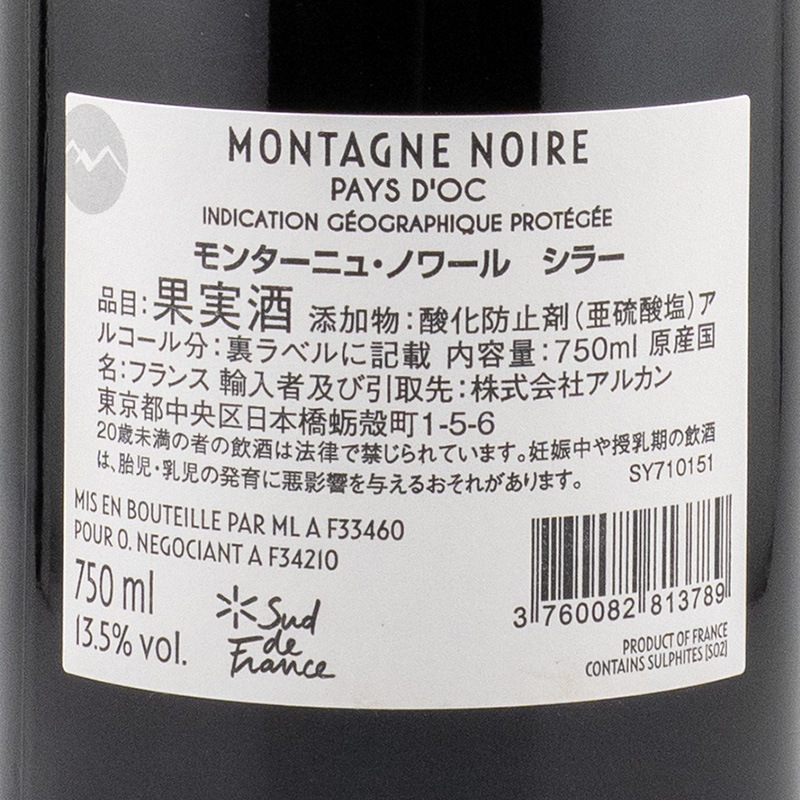 MONTAGNE NOIRE
PAYS D'OC
INDICATION GÉOGRAPHIQUE PROTÉGÉE
モンターニュ・ノワール シラー
品目：果実酒 添加物：酸化防止剤（亜硫酸塩）ア
ルコール分：裏ラベルに記載 内容量：750ml 原産国
名：フランス 輸入者及び引取先：株式会社アルカン
東京都中央区日本橋蛎殻町1-5-6
20歳未満の者の飲酒は法律で禁じられています。妊娠中や授乳期の飲酒
は、胎児・乳児の発育に悪影響を与えるおそれがあります。 SY710151
MIS EN BOUTEILLE PAR ML A F33460
POUR O. NEGOCIANT A F34210
750 ml
13.5% vol.
Sud
de
France
3 760082 813789
PRODUCT OF FRANCE
CONTAINS SULPHITES [SO2]